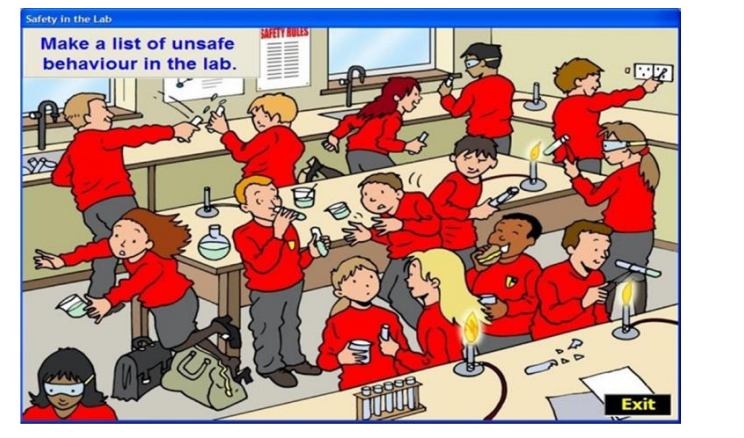 Safety in the Lab
Make a list of unsafe
behaviour in the lab.
SAFETY RULES
Exit